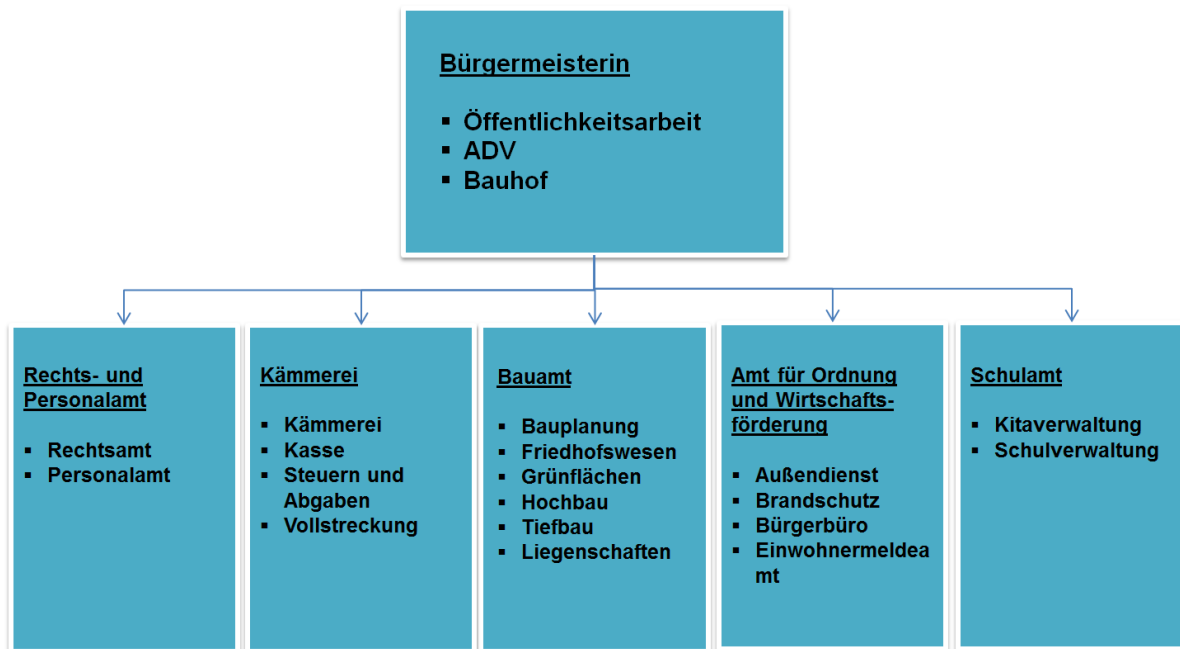 Bürgermeisterin
▪ Öffentlichkeitsarbeit
▪ ADV
▪ Bauhof
Rechts- und
Personalamt
▪ Rechtsamt
▪ Personalamt
Kämmerei
▪ Kämmerei
▪ Kasse
▪ Steuern und
Abgaben
▪ Vollstreckung
Bauamt
▪ Bauplanung
▪ Friedhofswesen
▪ Grünflächen
▪ Hochbau
▪ Tiefbau
▪ Liegenschaften
Amt für Ordnung
und Wirtschafts-
förderung
▪ Außendienst
▪ Brandschutz
▪ Bürgerbüro
▪ Einwohnermeldea
mt
Schulamt
▪ Kitaverwaltung
▪ Schulverwaltung